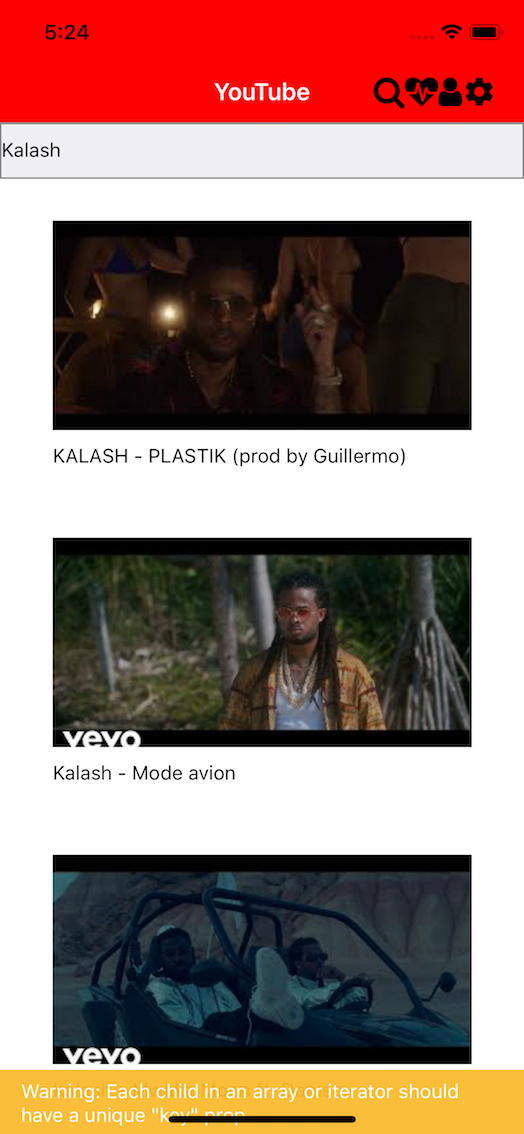 5:24
YouTube
Kalash
KALASH - PLASTIK (prod by Guillermo)
vevo
Kalash - Mode avion
vevo
Warning: Each child in an array or iterator should
have a unique "key" prop